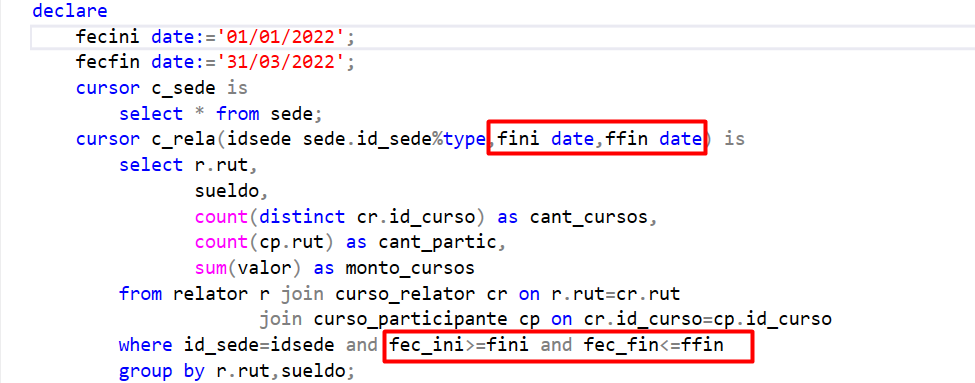 declare
fecini date:='01/01/2022';
fecfin date:='31/03/2022';
cursor c_sede is
select * from sede;
cursor c_rela(idsede sede.id_sede%type,fini date,ffin date) is
select r.rut,
sueldo,
count(distinct cr.id_curso) as cant_cursos,
count(cp.rut) as cant_partic,
sum(valor) as monto_cursos
from relator r join curso_relator cr on r.rut=cr.rut
join curso_participante cp on cr.id_curso=cp.id_curso
where id_sede=idsede and fec_ini>=fini and fec_fin<=ffin
group by r.rut,sueldo;